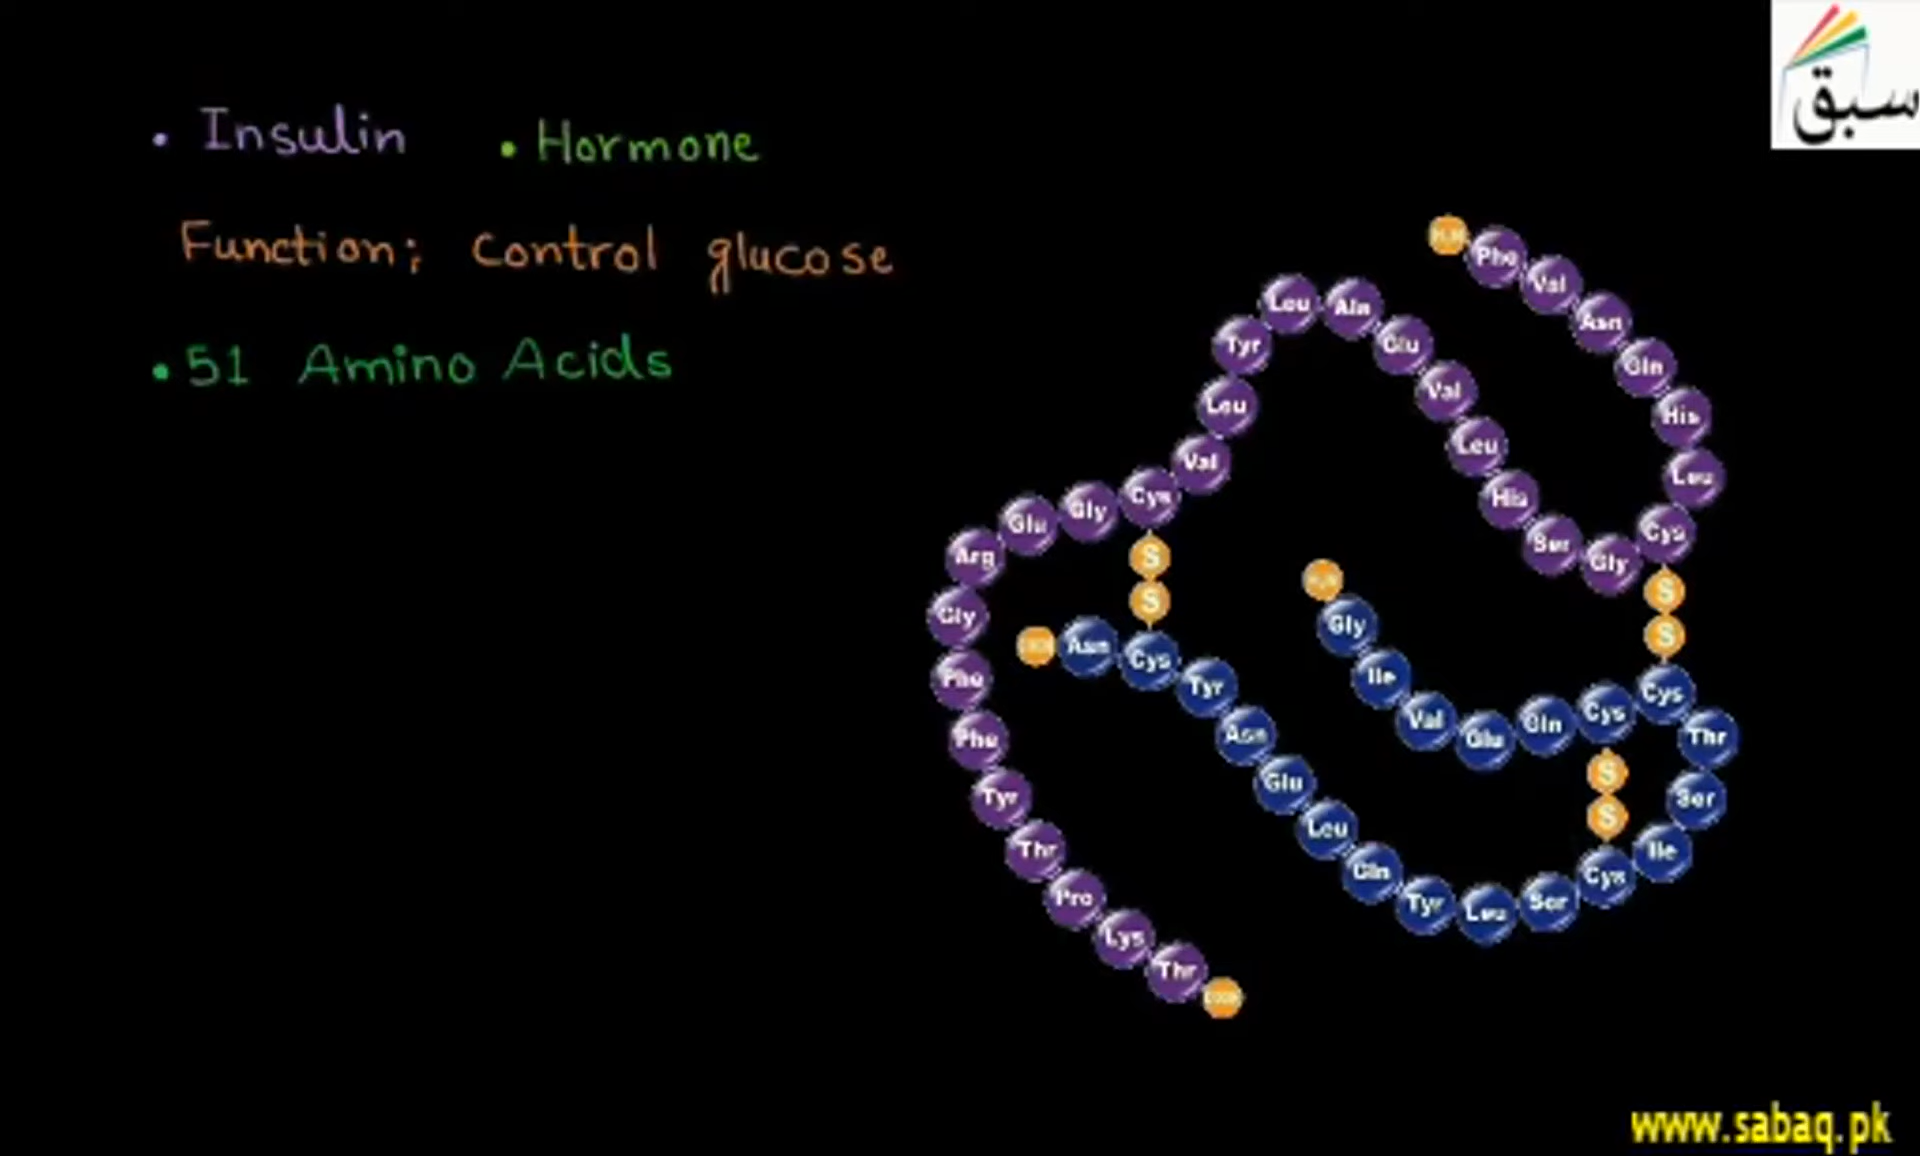 • Insulin • Hormone
سبق
Function; Control glucose
• 51 Amino Acids
Phe Val Asn Gln His Leu Cys Gly Ser His Leu Val Glu Aln Leu Tyr Leu Val Cys Gly Glu Arg Gly Phe Phe Tyr Thr Pro Lys Thr
S S
S S
Gly Ile Val Glu Gln Cys Cys Thr Ser Ile Cys Ser Leu Tyr Gln Leu Glu Asn Tyr Cys Asn
S S
www.sabaq.pk